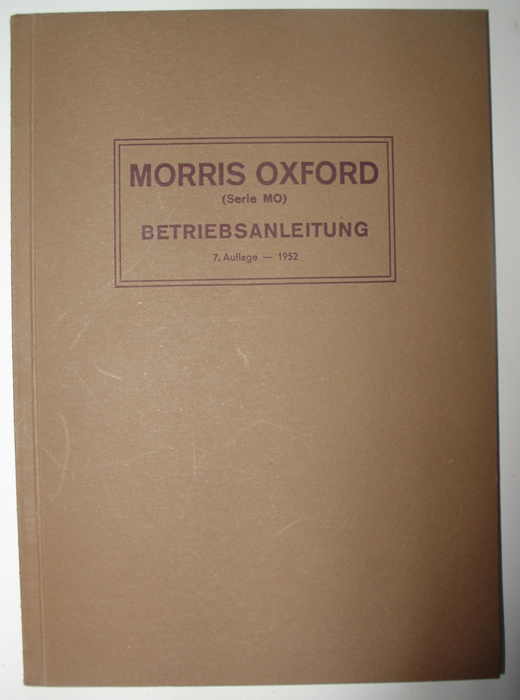 MORRIS OXFORD
(Serie MO)
BETRIEBSANLEITUNG
7. Auflage — 1952